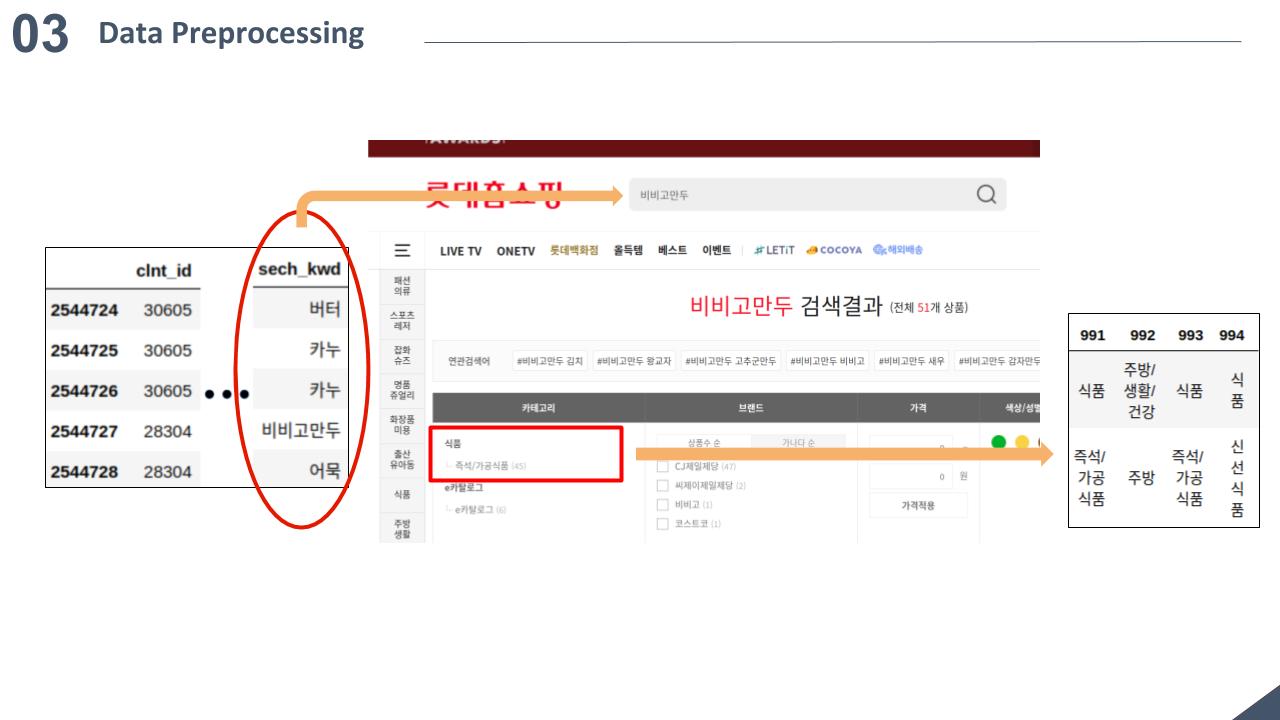 03 Data Preprocessing
AWARDS!
롯데홈쇼핑
비비고만두
LIVE TV ONETV 롯데백화점 올득템 베스트 이벤트 LETiT COCOYA 해외배송
clnt_id sech_kwd
2544724 30605 버터
2544725 30605 카누
2544726 30605 카누
2544727 28304 비비고만두
2544728 28304 어묵
패션
의류
스포츠
레저
잡화
슈즈
명품
쥬얼리
화장품
미용
출산
유아동
식품
주방
생활
비비고만두 검색결과 (전체 51개 상품)
연관검색어 #비비고만두 김치 #비비고만두 왕교자 #비비고만두 고추군만두 #비비고만두 비비고 #비비고만두 새우 #비비고만두 감자만두
카테고리 브랜드 가격 색상/성별
식품
즉석/가공식품 (45)
e카탈로그
e카탈로그 (6)
상품수 순 가나다 순
CJ제일제당 (47)
씨제이제일제당 (2)
비비고 (1)
코스트코 (1)
0
0 원
가격적용
991 992 993 994
식품
주방/
생활/
건강
식품
식
품
즉석/
가공
식품
주방
즉석/
가공
식품
신
선
식
품